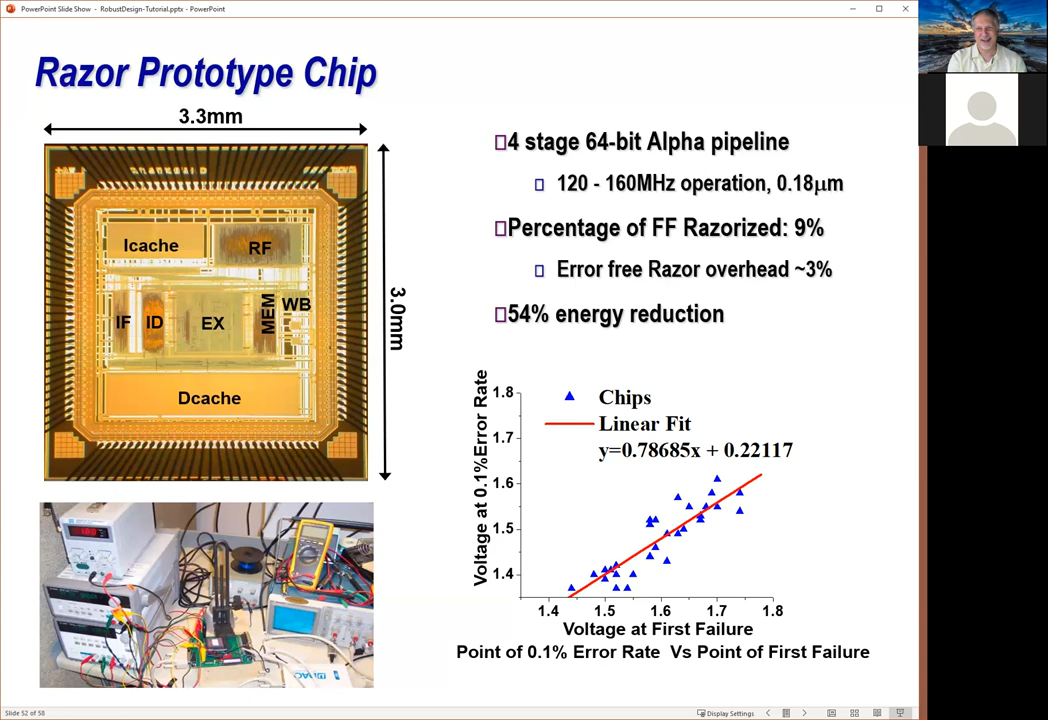 PowerPoint Slide Show - RobustDesign-Tutorial.pptx - PowerPoint
Razor Prototype Chip
3.3mm
3.0mm
Icache
RF
IF
ID
EX
MEM
WB
Dcache
4 stage 64-bit Alpha pipeline
120 - 160MHz operation, 0.18μm
Percentage of FF Razorized: 9%
Error free Razor overhead ~3%
54% energy reduction
Voltage at 0.1%Error Rate
1.8
1.7
1.6
1.5
1.4
Chips
Linear Fit
y=0.78685x + 0.22117
1.4 1.5 1.6 1.7 1.8
Voltage at First Failure
Point of 0.1% Error Rate Vs Point of First Failure
Slide 52 of 58
Display Settings